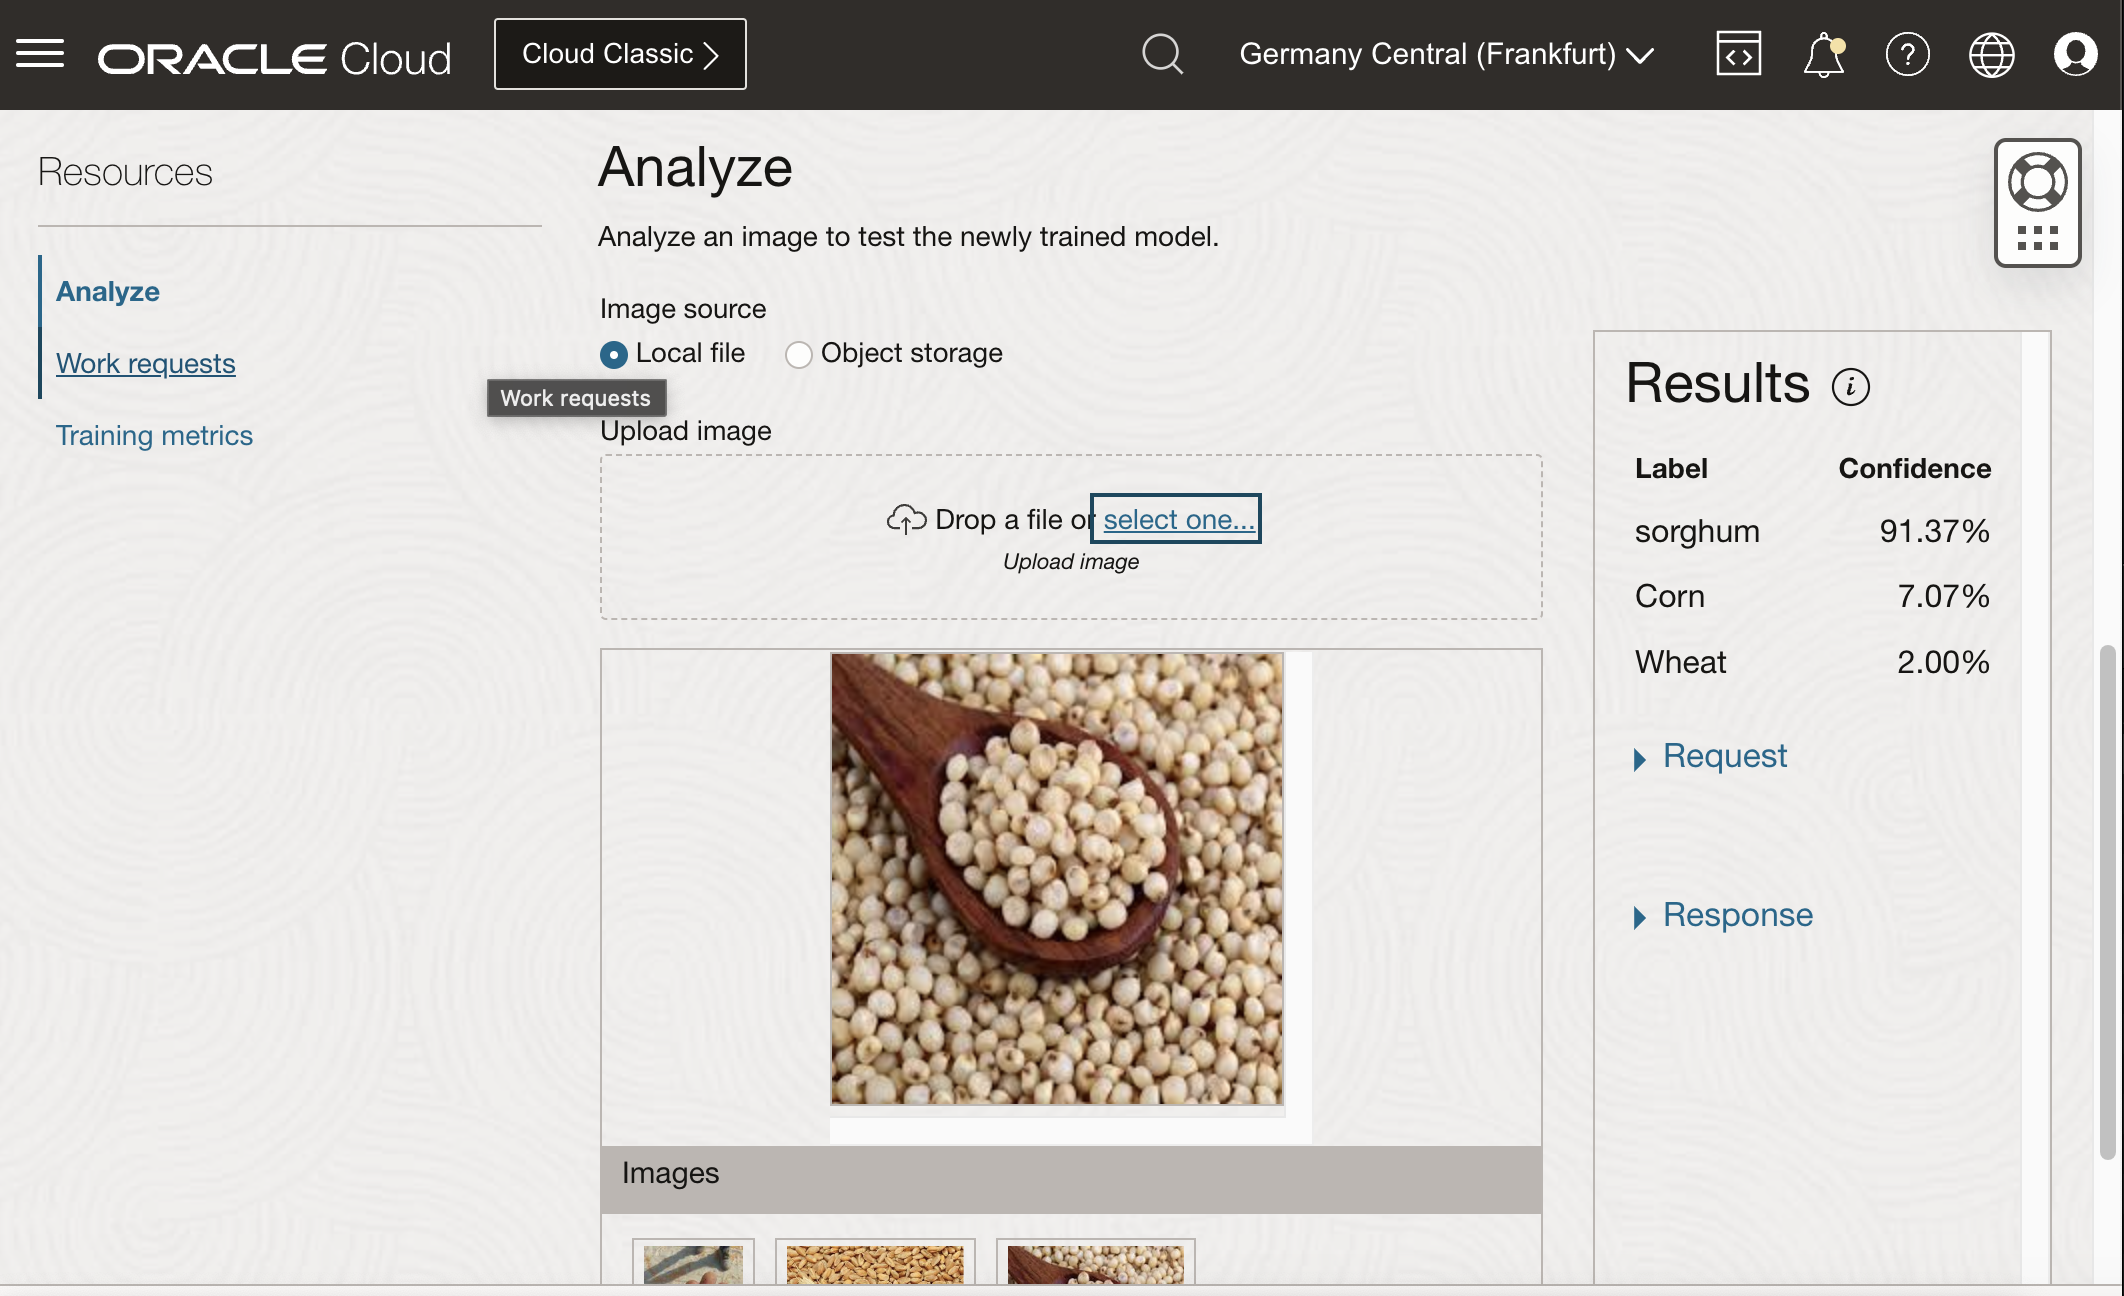 ORACLE Cloud
Cloud Classic
Germany Central (Frankfurt)
Resources
Analyze
Work requests
Training metrics
Work requests
Analyze
Analyze an image to test the newly trained model.
Image source
Local file
Object storage
Upload image
Drop a file or select one...
Upload image
Images
Results
Label Confidence
sorghum 91.37%
Corn 7.07%
Wheat 2.00%
Request
Response